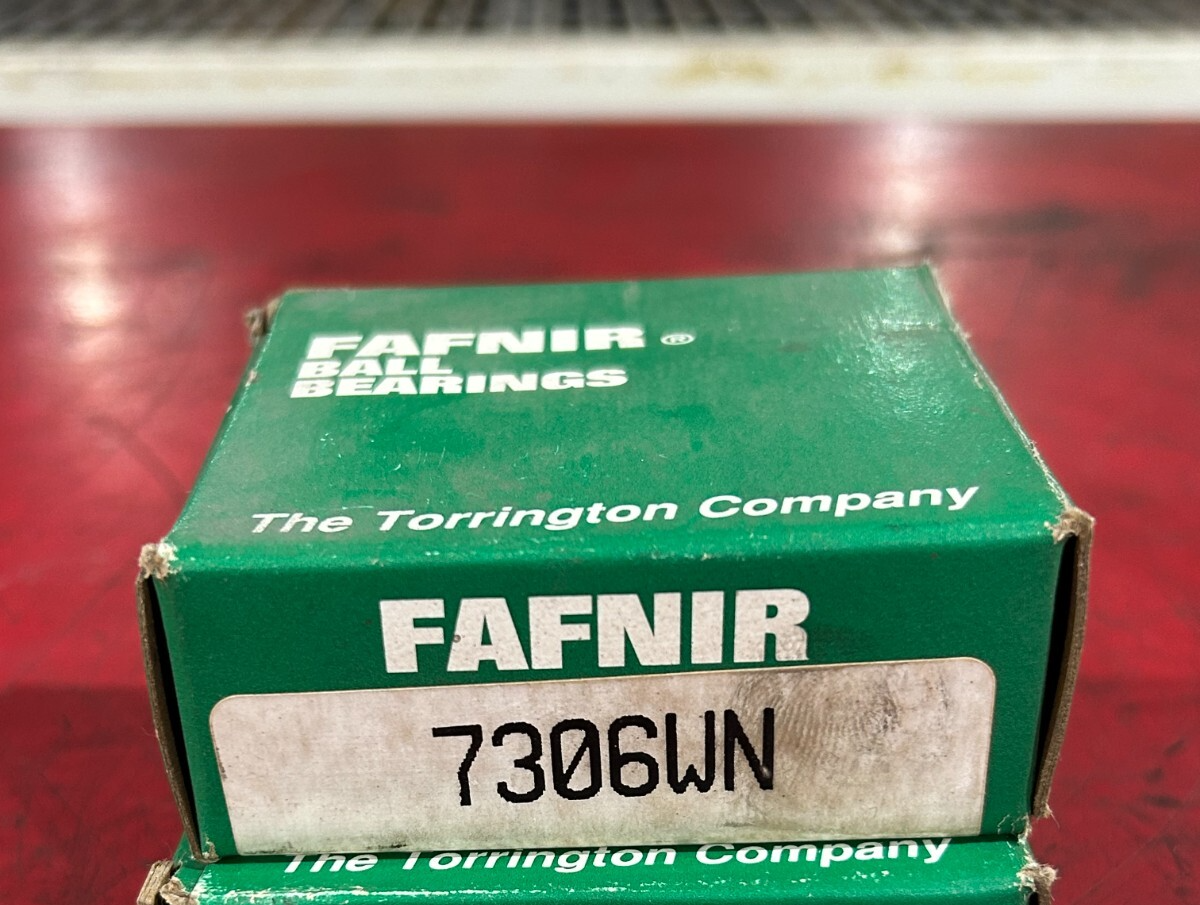 FAFNIR ®
BALL
BEARINGS
The Torrington Company
FAFNIR
7306WN
The Torrington Company